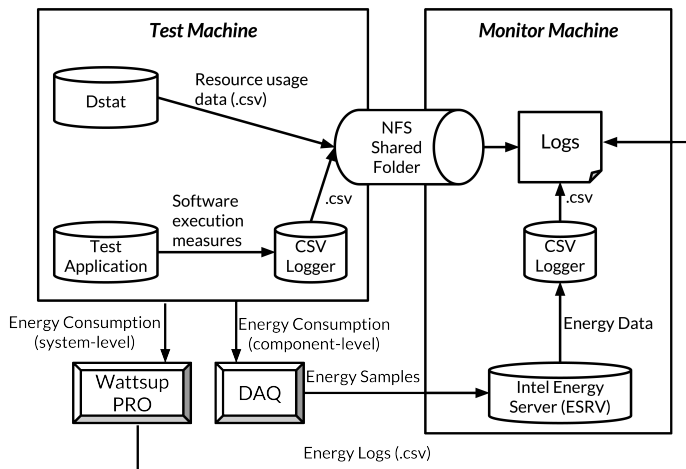 Test Machine
Monitor Machine
Dstat
Resource usage
data (.csv)
NFS
Shared
Folder
Logs
Software
execution
measures
.csv
.csv
Test
Application
CSV
Logger
CSV
Logger
Energy Consumption
(system-level)
Energy Consumption
(component-level)
Energy Data
Wattsup
PRO
DAQ
Energy Samples
Intel Energy
Server (ESRV)
Energy Logs (.csv)